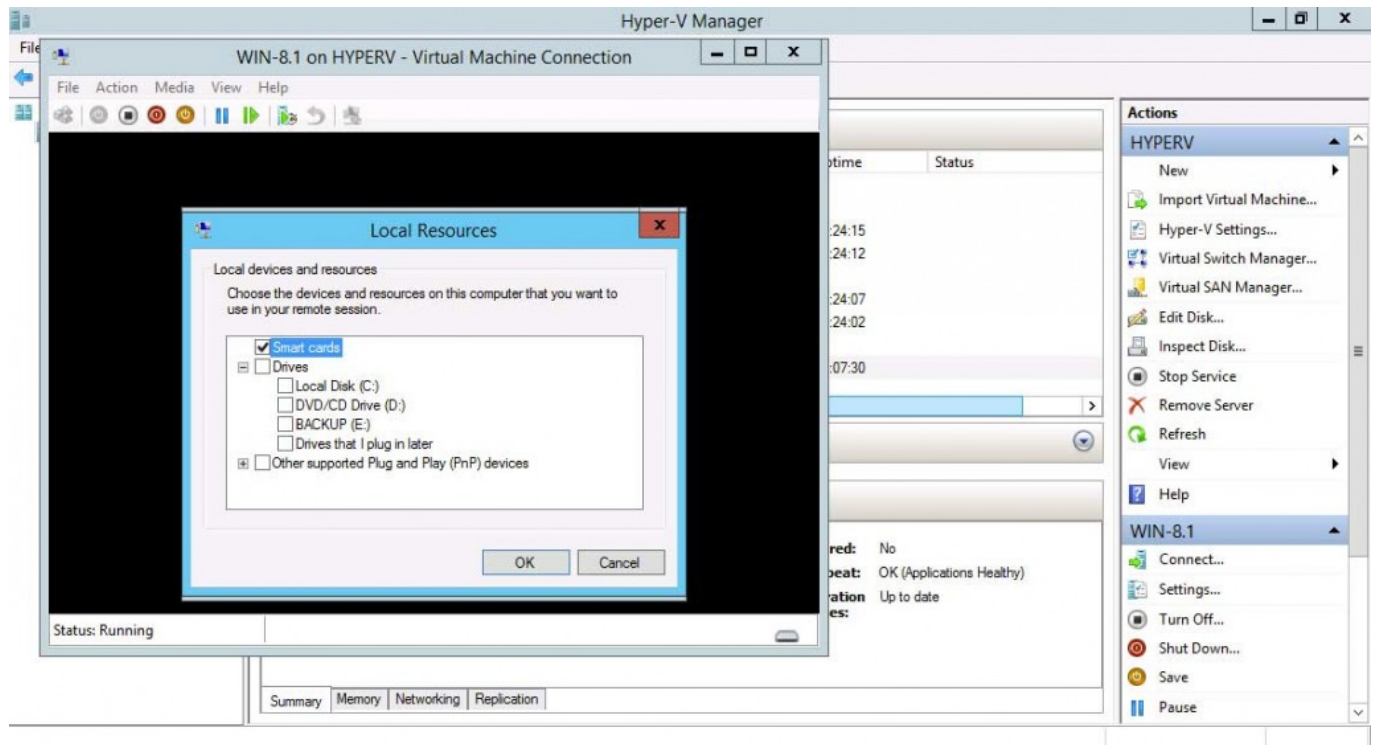 Hyper-V Manager
File
WIN-8.1 on HYPERV - Virtual Machine Connection
File Action Media View Help
Local Resources
Local devices and resources
Choose the devices and resources on this computer that you want to
use in your remote session.
Smart cards
Drives
Local Disk (C:)
DVD/CD Drive (D:)
BACKUP (E:)
Drives that I plug in later
Other supported Plug and Play (PnP) devices
OK Cancel
Status: Running
ptime Status
:24:15
:24:12
:24:07
:24:02
:07:30
red: No
beat: OK (Applications Healthy)
ration Up to date
es:
Summary Memory Networking Replication
Actions
HYPERV
New
Import Virtual Machine...
Hyper-V Settings...
Virtual Switch Manager...
Virtual SAN Manager...
Edit Disk...
Inspect Disk...
Stop Service
Remove Server
Refresh
View
Help
WIN-8.1
Connect...
Settings...
Turn Off...
Shut Down...
Save
Pause